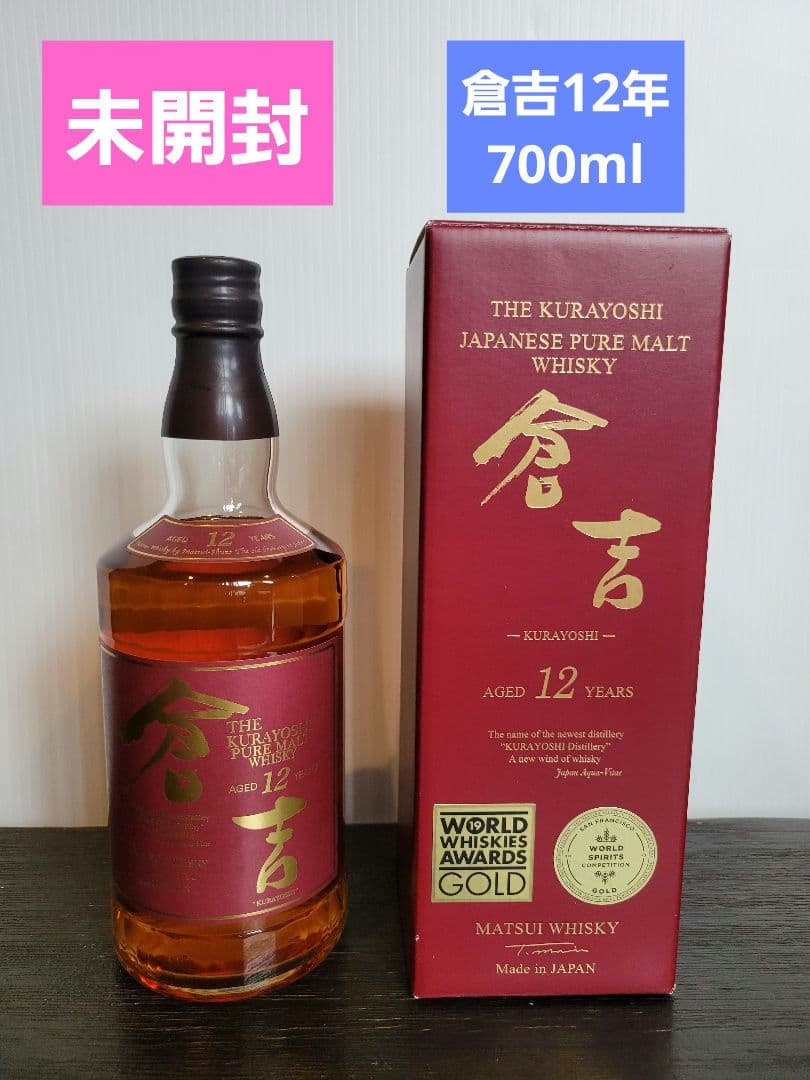 未開封
倉吉12年
700ml
THE KURAYOSHI
JAPANESE PURE MALT
WHISKY
倉
吉
— KURAYOSHI —
AGED 12 YEARS
The name of the newest distillery
"KURAYOSHI Distillery"
A new wind of whisky
Japan Aqua-Vitae
19
WORLD
WHISKIES
AWARDS
GOLD
SAN FRANCISCO
WORLD
SPIRITS
COMPETITION
GOLD
MATSUI WHISKY
Made in JAPAN
AGED 12 YEARS
倉
THE
KURAYOSHI
PURE MALT
WHISKY
AGED 12 YEARS
吉
"KURAYOSHI"